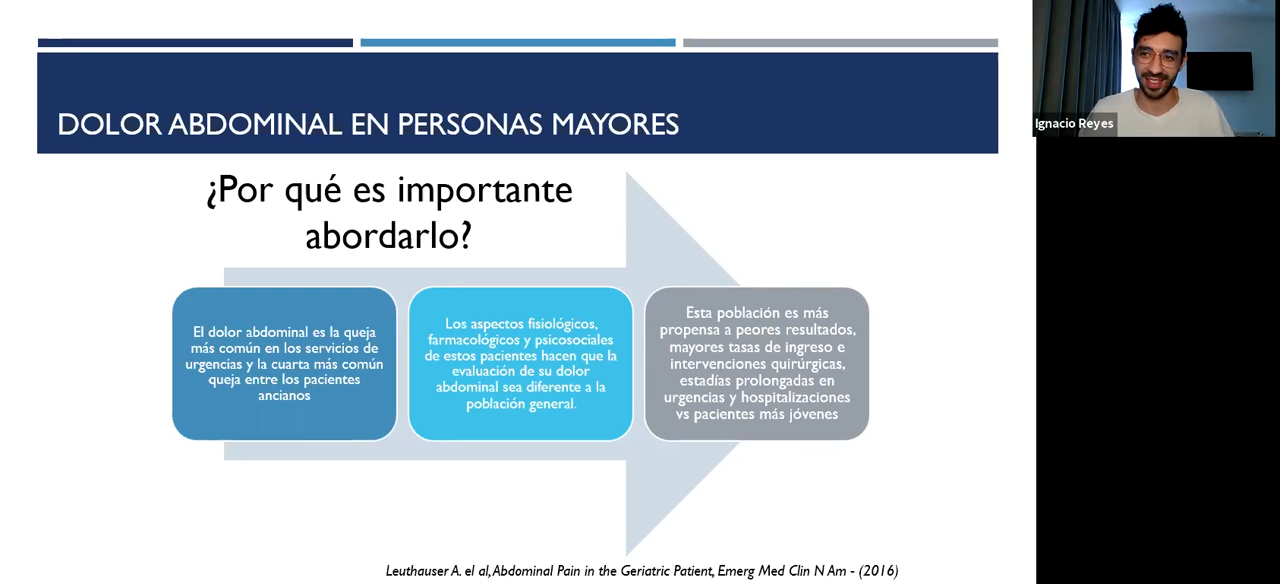 DOLOR ABDOMINAL EN PERSONAS MAYORES
¿Por qué es importante
abordarlo?
El dolor abdominal es la queja
más común en los servicios de
urgencias y la cuarta más común
queja entre los pacientes
ancianos
Los aspectos fisiológicos,
farmacológicos y psicosociales
de estos pacientes hacen que la
evaluación de su dolor
abdominal sea diferente a la
población general.
Esta población es más
propensa a peores resultados,
mayores tasas de ingreso e
intervenciones quirúrgicas,
estadías prolongadas en
urgencias y hospitalizaciones
vs pacientes más jóvenes
Leuthauser A. el al, Abdominal Pain in the Geriatric Patient, Emerg Med Clin N Am - (2016)
Ignacio Reyes